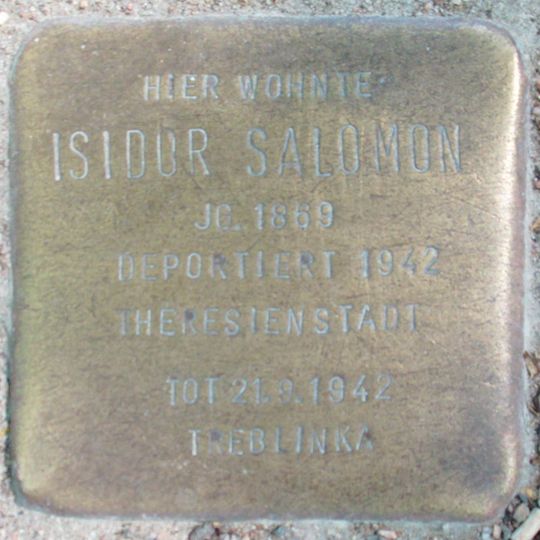 HIER WOHNTE
ISIDOR SALOMON
JG. 1869
DEPORTIERT 1942
THERESIENSTADT
TOT 21.9.1942
TREBLINKA